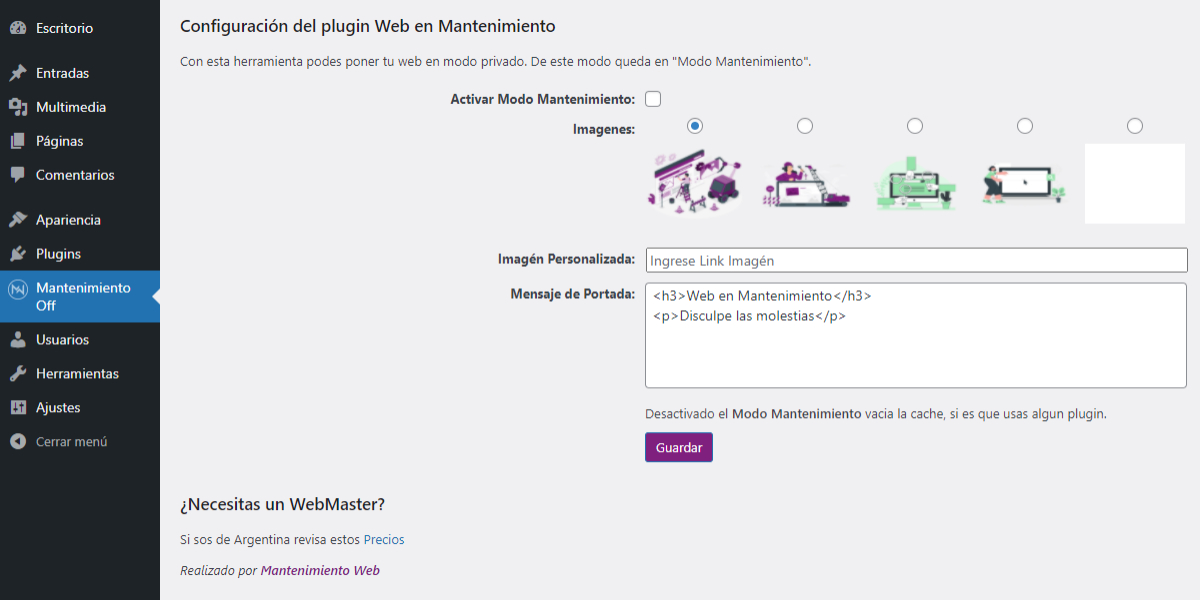 Escritorio
Entradas
Multimedia
Páginas
Comentarios
Apariencia
Plugins
Mantenimiento
Off
Usuarios
Herramientas
Ajustes
Cerrar menú
Configuración del plugin Web en Mantenimiento
Con esta herramienta podes poner tu web en modo privado. De este modo queda en "Modo Mantenimiento".
Activar Modo Mantenimiento:
Imagenes:
Imagén Personalizada:
Ingrese Link Imagén
Mensaje de Portada:
<h3>Web en Mantenimiento</h3>
<p>Disculpe las molestias</p>
Desactivado el Modo Mantenimiento vacia la cache, si es que usas algun plugin.
Guardar
¿Necesitas un WebMaster?
Si sos de Argentina revisa estos Precios
Realizado por Mantenimiento Web